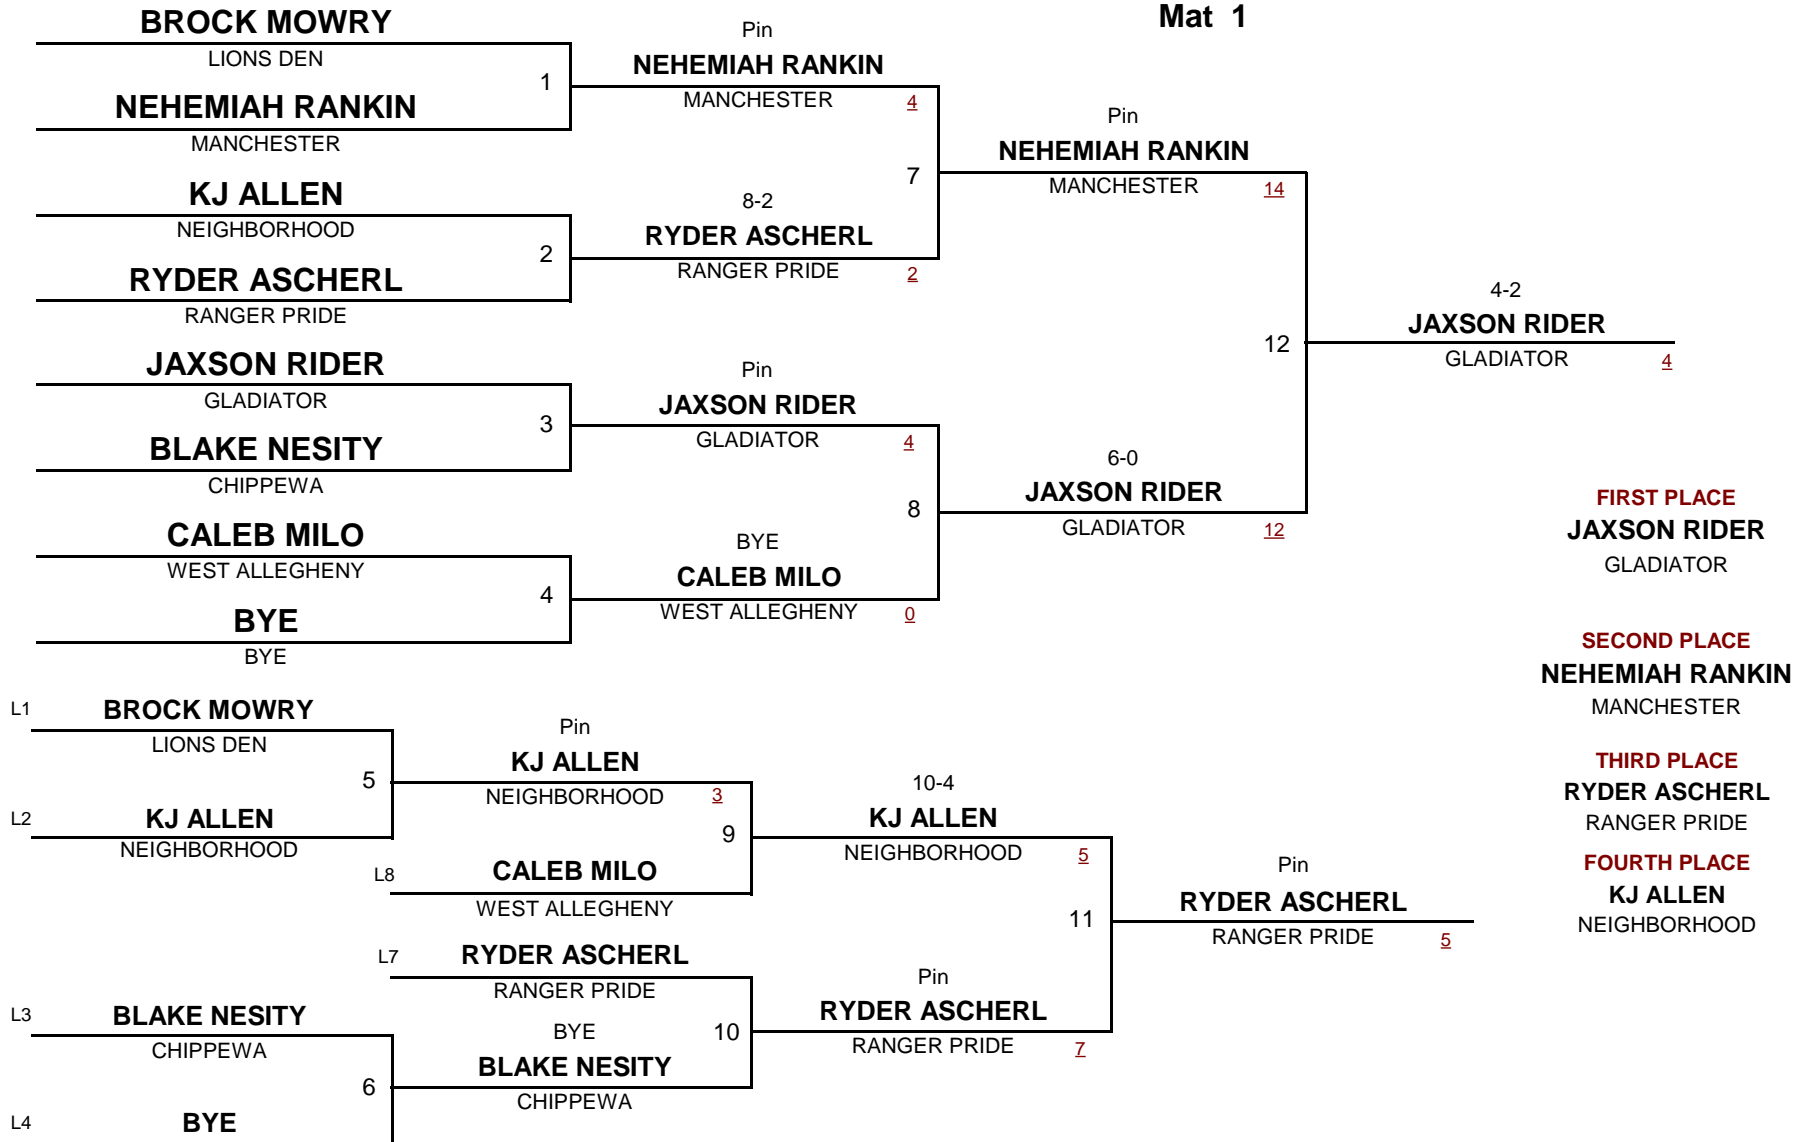 Mat 1
BROCK MOWRY
LIONS DEN
1
NEHEMIAH RANKIN
MANCHESTER
KJ ALLEN
NEIGHBORHOOD
2
RYDER ASCHERL
RANGER PRIDE
JAXSON RIDER
GLADIATOR
3
BLAKE NESITY
CHIPPEWA
CALEB MILO
WEST ALLEGHENY
4
BYE
BYE
Pin
NEHEMIAH RANKIN
MANCHESTER 4
7
8-2
RYDER ASCHERL
RANGER PRIDE 2
Pin
JAXSON RIDER
GLADIATOR 4
8
BYE
CALEB MILO
WEST ALLEGHENY 0
Pin
NEHEMIAH RANKIN
MANCHESTER 14
12
6-0
JAXSON RIDER
GLADIATOR 12
4-2
JAXSON RIDER
GLADIATOR 4
FIRST PLACE
JAXSON RIDER
GLADIATOR
SECOND PLACE
NEHEMIAH RANKIN
MANCHESTER
THIRD PLACE
RYDER ASCHERL
RANGER PRIDE
FOURTH PLACE
KJ ALLEN
NEIGHBORHOOD
L1 BROCK MOWRY
LIONS DEN
5
L2 KJ ALLEN
NEIGHBORHOOD
L3 BLAKE NESITY
CHIPPEWA
6
L4 BYE
Pin
KJ ALLEN
NEIGHBORHOOD 3
9
L8 CALEB MILO
WEST ALLEGHENY
L7 RYDER ASCHERL
RANGER PRIDE
10
BYE
BLAKE NESITY
CHIPPEWA
10-4
KJ ALLEN
NEIGHBORHOOD 5
11
Pin
RYDER ASCHERL
RANGER PRIDE 7
Pin
RYDER ASCHERL
RANGER PRIDE 5